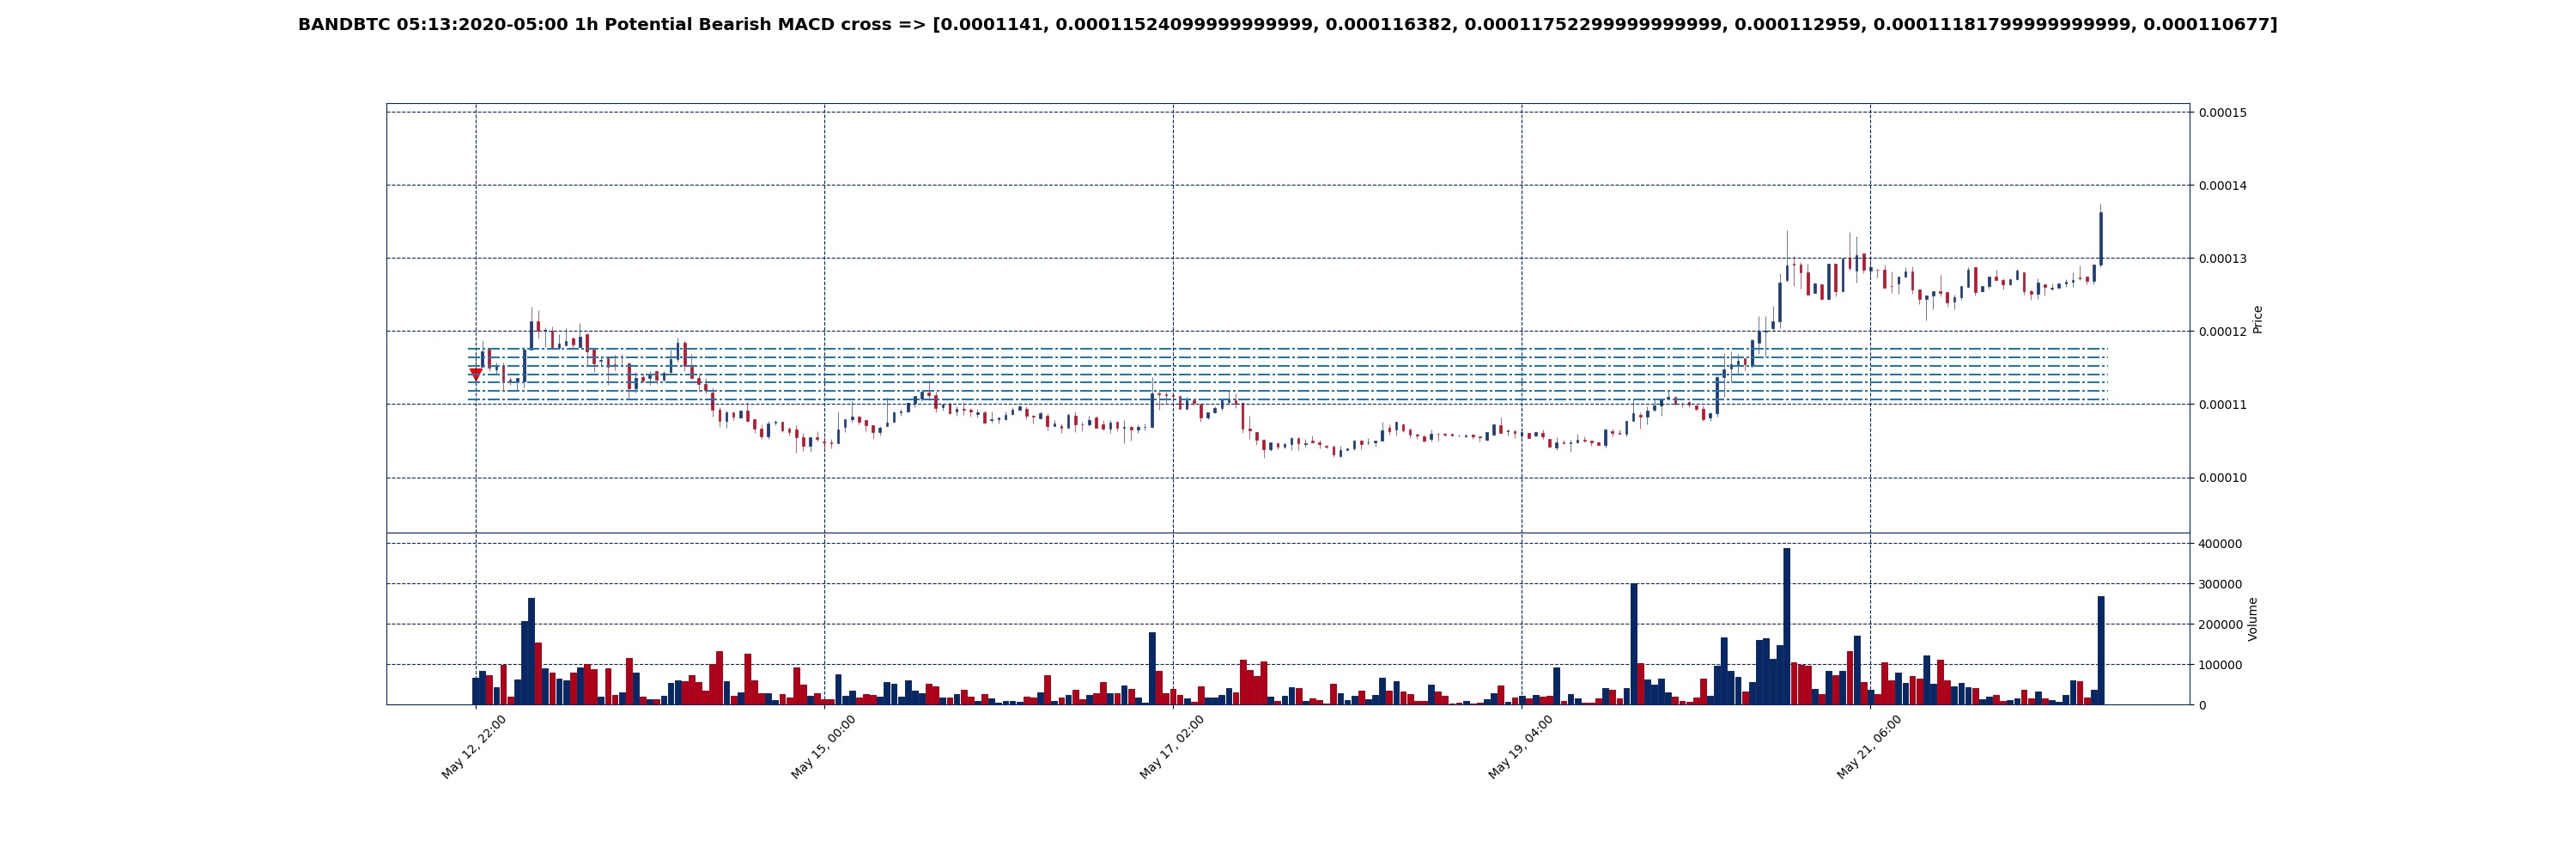 BANDBTC 05:13:2020-05:00 1h Potential Bearish MACD cross => [0.0001141, 0.00011524099999999999, 0.000116382, 0.00011752299999999999, 0.000112959, 0.00011181799999999999, 0.000110677]
0.00015
0.00014
0.00013
0.00012
0.00011
0.00010
Price
400000
300000
200000
100000
0
Volume
May 12, 22:00
May 15, 00:00
May 17, 02:00
May 19, 04:00
May 21, 06:00